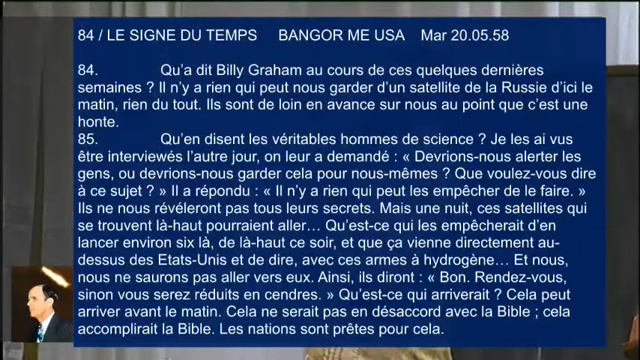 84 / LE SIGNE DU TEMPS BANGOR ME USA Mar 20.05.58
84. Qu'a dit Billy Graham au cours de ces quelques dernières
semaines ? Il n'y a rien qui peut nous garder d'un satellite de la Russie d'ici le
matin, rien du tout. Ils sont de loin en avance sur nous au point que c'est une
honte.
85. Qu'en disent les véritables hommes de science ? Je les ai vus
être interviewés l'autre jour, on leur a demandé : « Devrions-nous alerter les
gens, ou devrions-nous garder cela pour nous-mêmes ? Que voulez-vous dire
à ce sujet ? » Il a répondu : « Il n'y a rien qui peut les empêcher de le faire. »
Ils ne nous révéleront pas tous leurs secrets. Mais une nuit, ces satellites qui
se trouvent là-haut pourraient aller… Qu'est-ce qui les empêcherait d'en
lancer environ six là, de là-haut ce soir, et que ça vienne directement au-
dessus des Etats-Unis et de dire, avec ces armes à hydrogène… Et nous,
nous ne saurons pas aller vers eux. Ainsi, ils diront : « Bon. Rendez-vous,
sinon vous serez réduits en cendres. » Qu'est-ce qui arriverait ? Cela peut
arriver avant le matin. Cela ne serait pas en désaccord avec la Bible ; cela
accomplirait la Bible. Les nations sont prêtes pour cela.